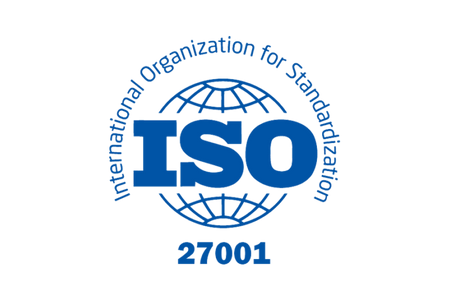 International Organization for Standardization
ISO
27001